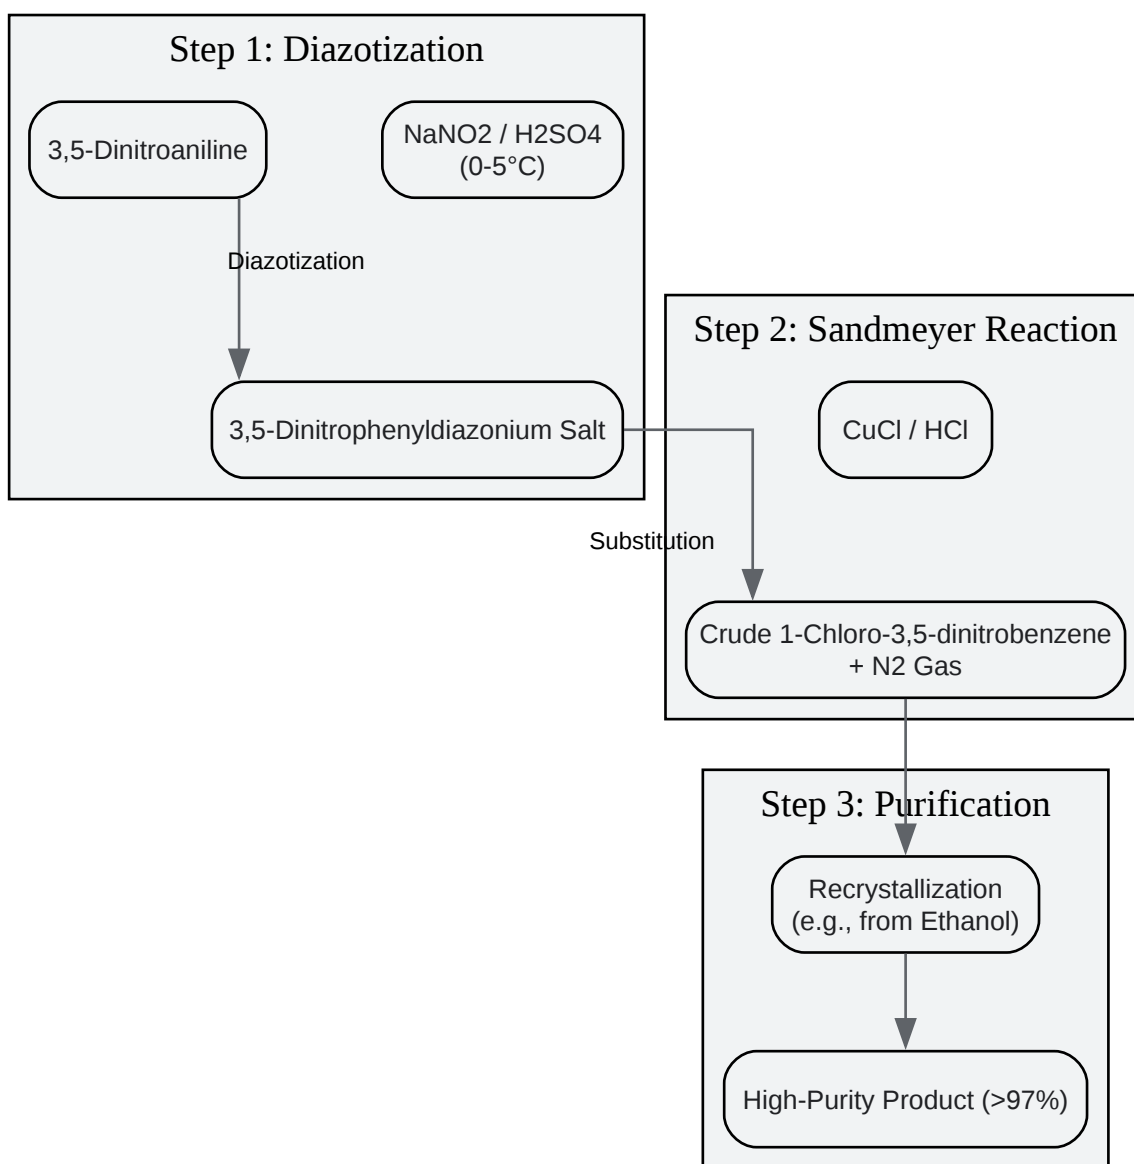 Step 1: Diazotization
3,5-Dinitroaniline
NaNO2 / H2SO4
(0-5°C)
Diazotization
3,5-Dinitrophenyldiazonium Salt
Step 2: Sandmeyer Reaction
CuCl / HCl
Substitution
Crude 1-Chloro-3,5-dinitrobenzene
+ N2 Gas
Step 3: Purification
Recrystallization
(e.g., from Ethanol)
High-Purity Product (>97%)